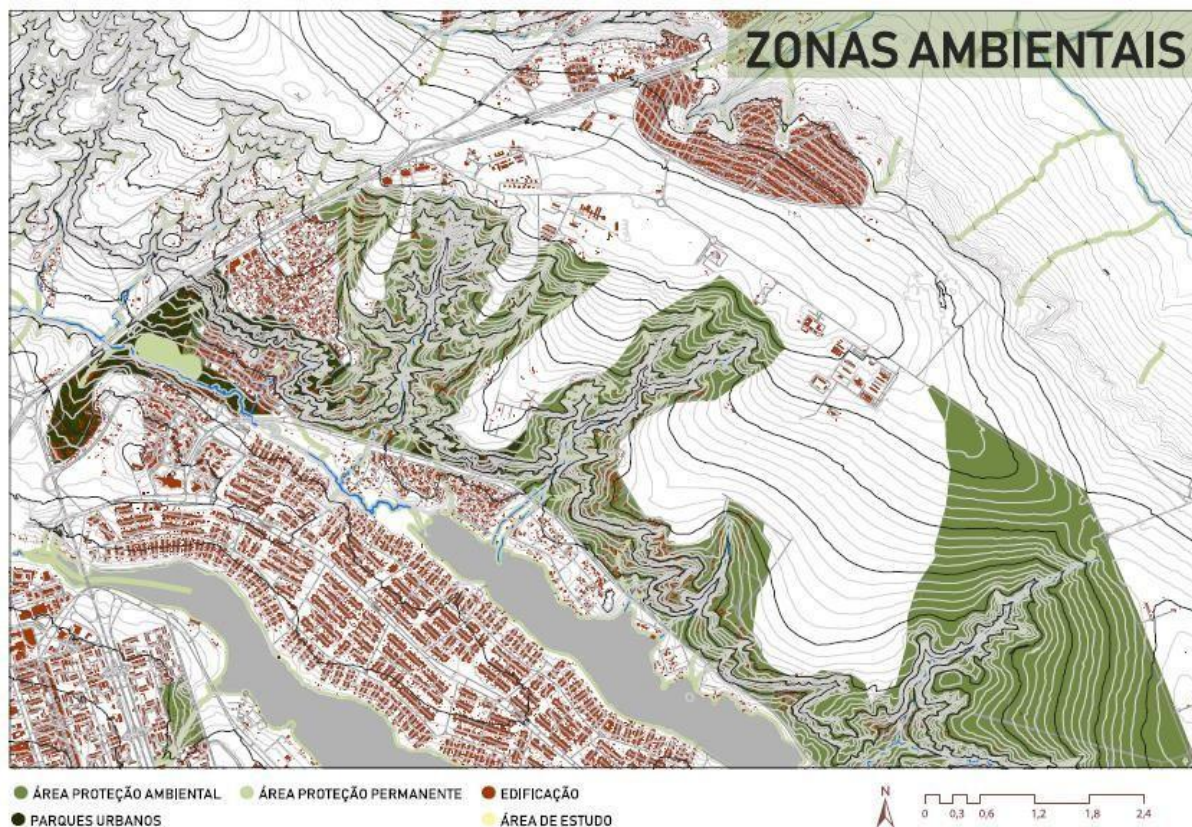 ZONAS AMBIENTAIS
ÁREA PROTEÇÃO AMBIENTAL
ÁREA PROTEÇÃO PERMANENTE
EDIFICAÇÃO
PARQUES URBANOS
ÁREA DE ESTUDO
N
0 0,3 0,6 1,2 1,8 2,4